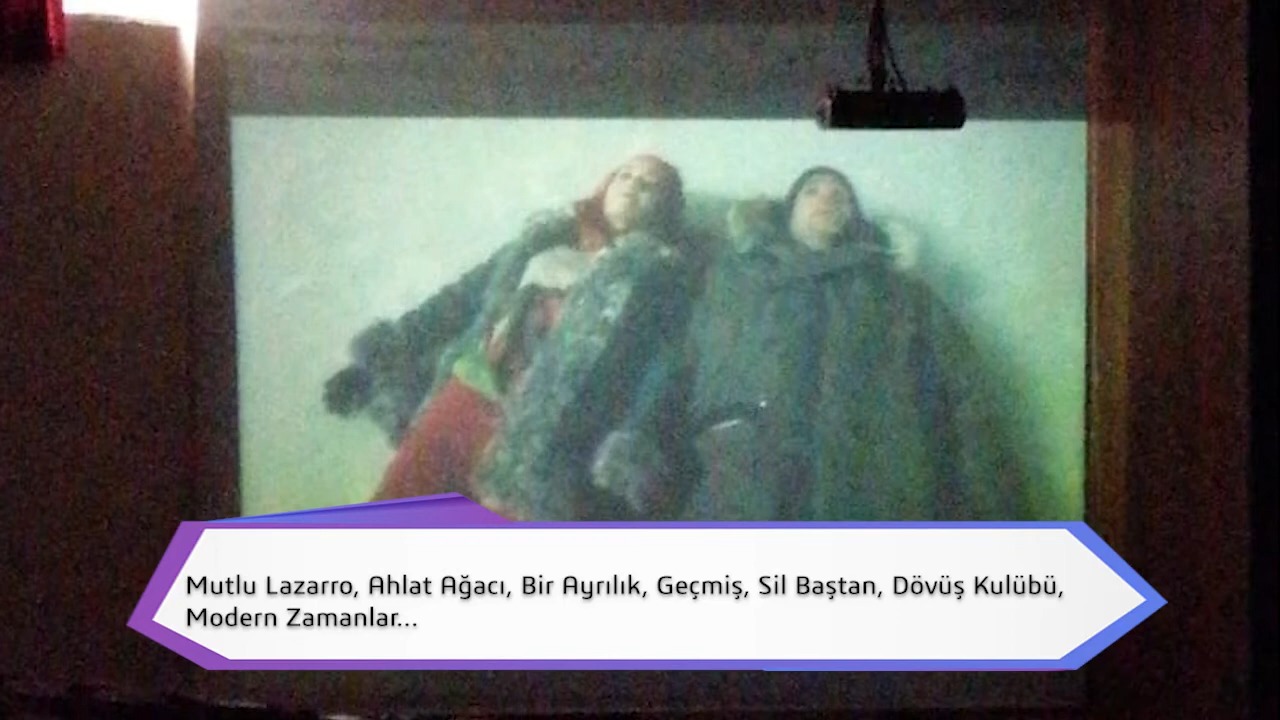 Mutlu Lazarro, Ahlat Ağacı, Bir Ayrılık, Geçmiş, Sil Baştan, Dövüş Kulübü,
Modern Zamanlar...